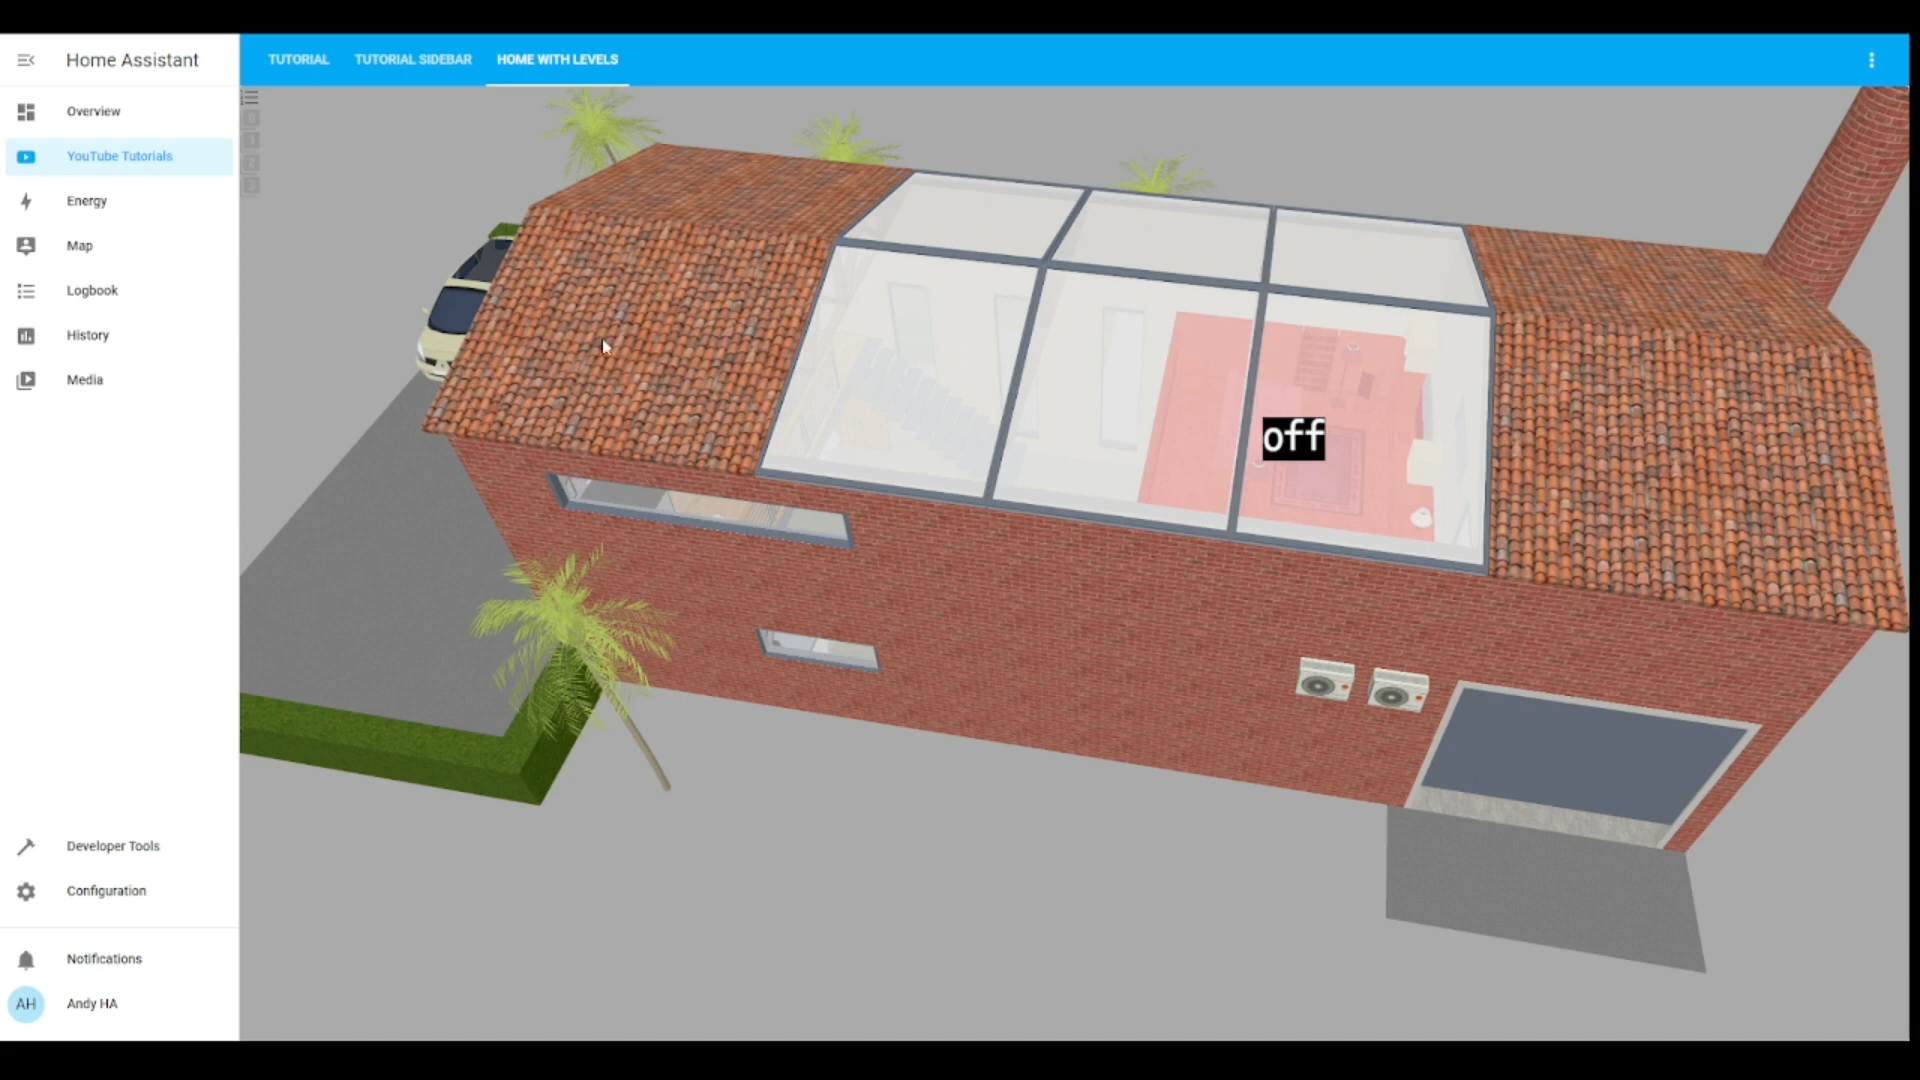 Home Assistant
TUTORIAL
TUTORIAL SIDEBAR
HOME WITH LEVELS
Overview
YouTube Tutorials
Energy
Map
Logbook
History
Media
off
Developer Tools
Configuration
Notifications
AH
Andy HA